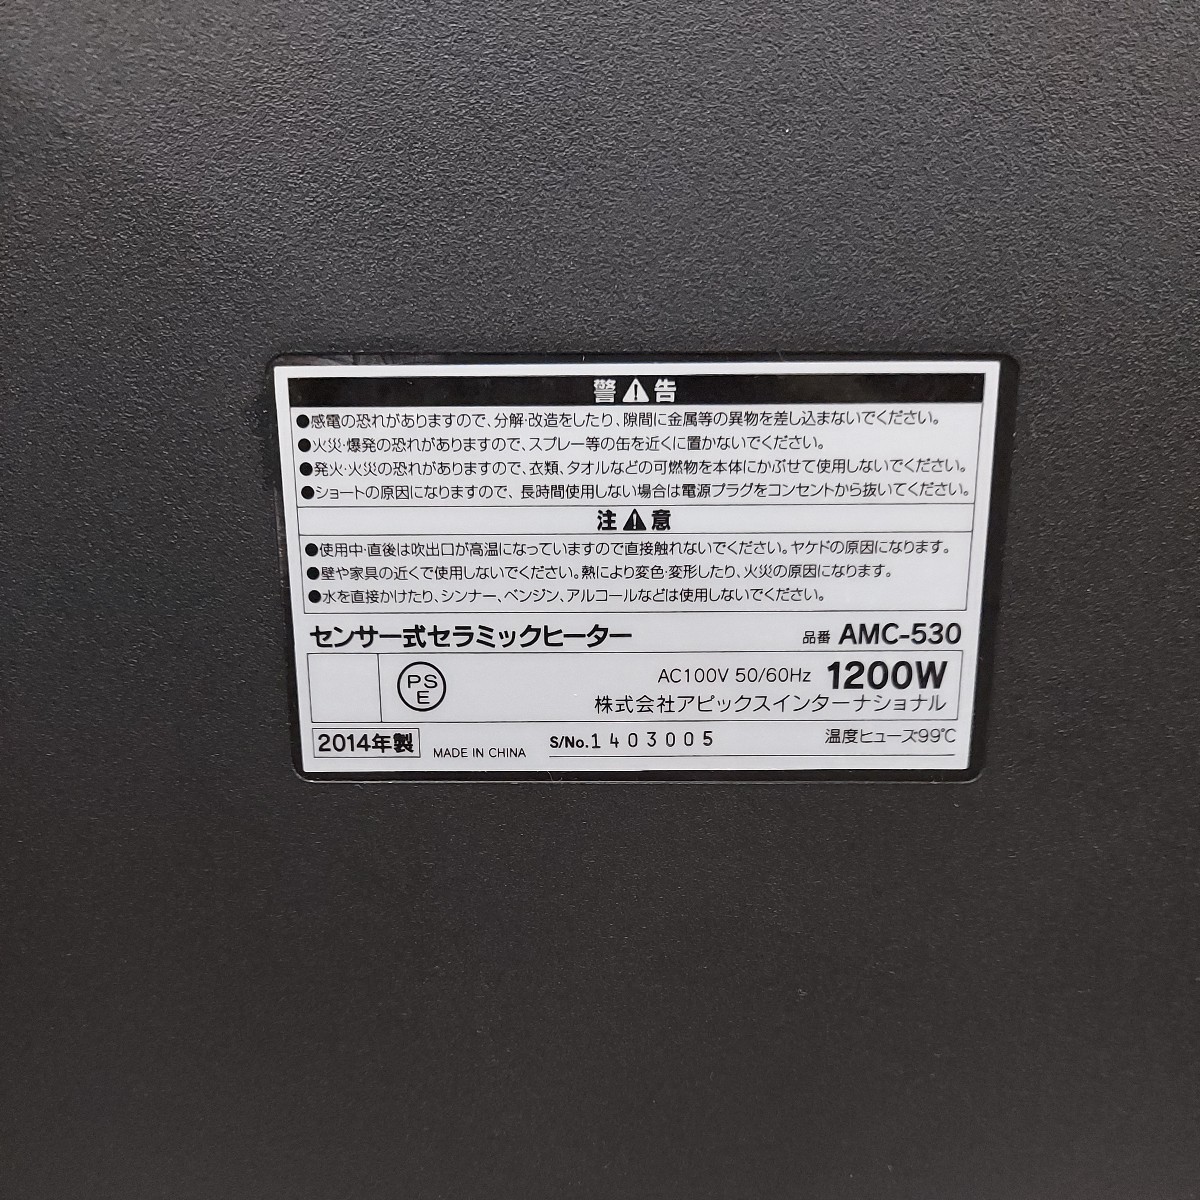 警⚠告
●感電の恐れがありますので、分解・改造をしたり、隙間に金属等の異物を差し込まないでください。
●火災・爆発の恐れがありますので、スプレー等の缶を近くに置かないでください。
●発火・火災の恐れがありますので、衣類、タオルなどの可燃物を本体にかぶせて使用しないでください。
●ショートの原因になりますので、長時間使用しない場合は電源プラグをコンセントから抜いてください。
注⚠意
●使用中・直後は吹出口が高温になっていますので直接触れないでください。ヤケドの原因になります。
●壁や家具の近くで使用しないでください。熱により変色・変形したり、火災の原因になります。
●水を直接かけたり、シンナー、ベンジン、アルコールなどは使用しないでください。
センサー式セラミックヒーター 品番 AMC-530
PS
E
AC100V 50/60Hz 1200W
株式会社アピックスインターナショナル
2014年製 MADE IN CHINA S/No.1403005 温度ヒューズ99℃